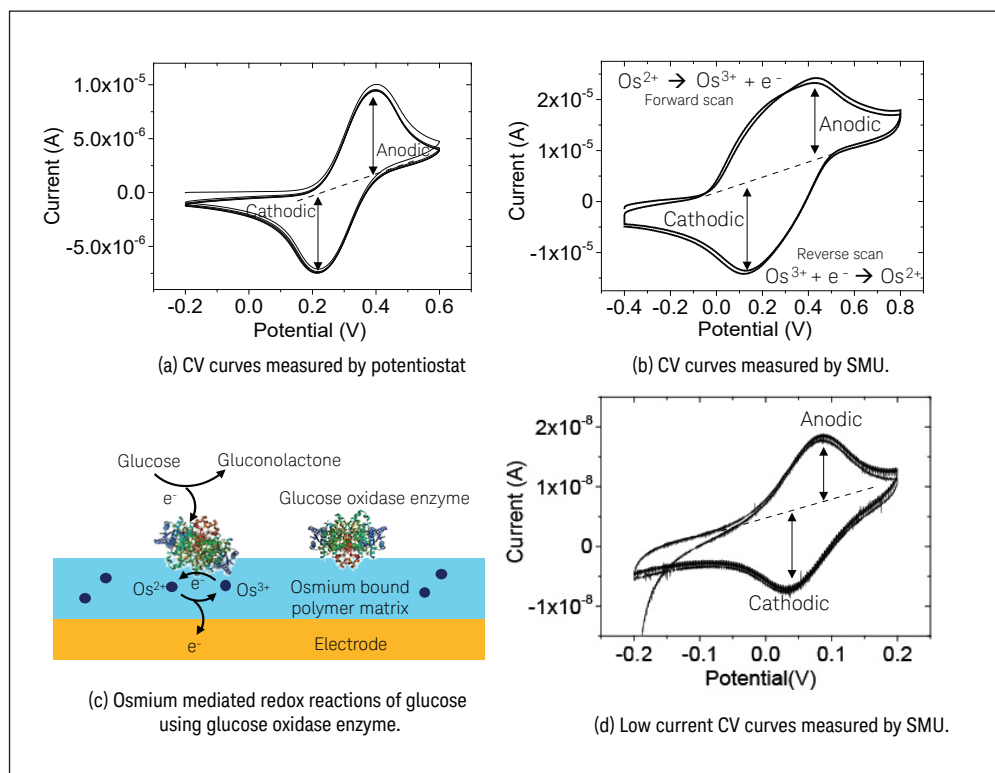 1.0x10⁻⁵
5.0x10⁻⁶
0.0
-5.0x10⁻⁶
Current (A)
Anodic
Cathodic
-0.2 0.0 0.2 0.4 0.6
Potential (V)
(a) CV curves measured by potentiostat
Os²⁺ → Os³⁺ + e⁻
Forward scan
2x10⁻⁵
1x10⁻⁵
0
-1x10⁻⁵
Current (A)
Anodic
Cathodic
Reverse scan
Os³⁺ + e⁻ → Os²⁺
-0.4 -0.2 0.0 0.2 0.4 0.6 0.8
Potential (V)
(b) CV curves measured by SMU.
Glucose
Gluconolactone
e⁻
Glucose oxidase enzyme
Os²⁺
e⁻
Os³⁺
Osmium bound
polymer matrix
e⁻
Electrode
(c) Osmium mediated redox reactions of glucose
using glucose oxidase enzyme.
2x10⁻⁸
1x10⁻⁸
0
-1x10⁻⁸
Current (A)
Anodic
Cathodic
-0.2 -0.1 0.0 0.1 0.2
Potential(V)
(d) Low current CV curves measured by SMU.